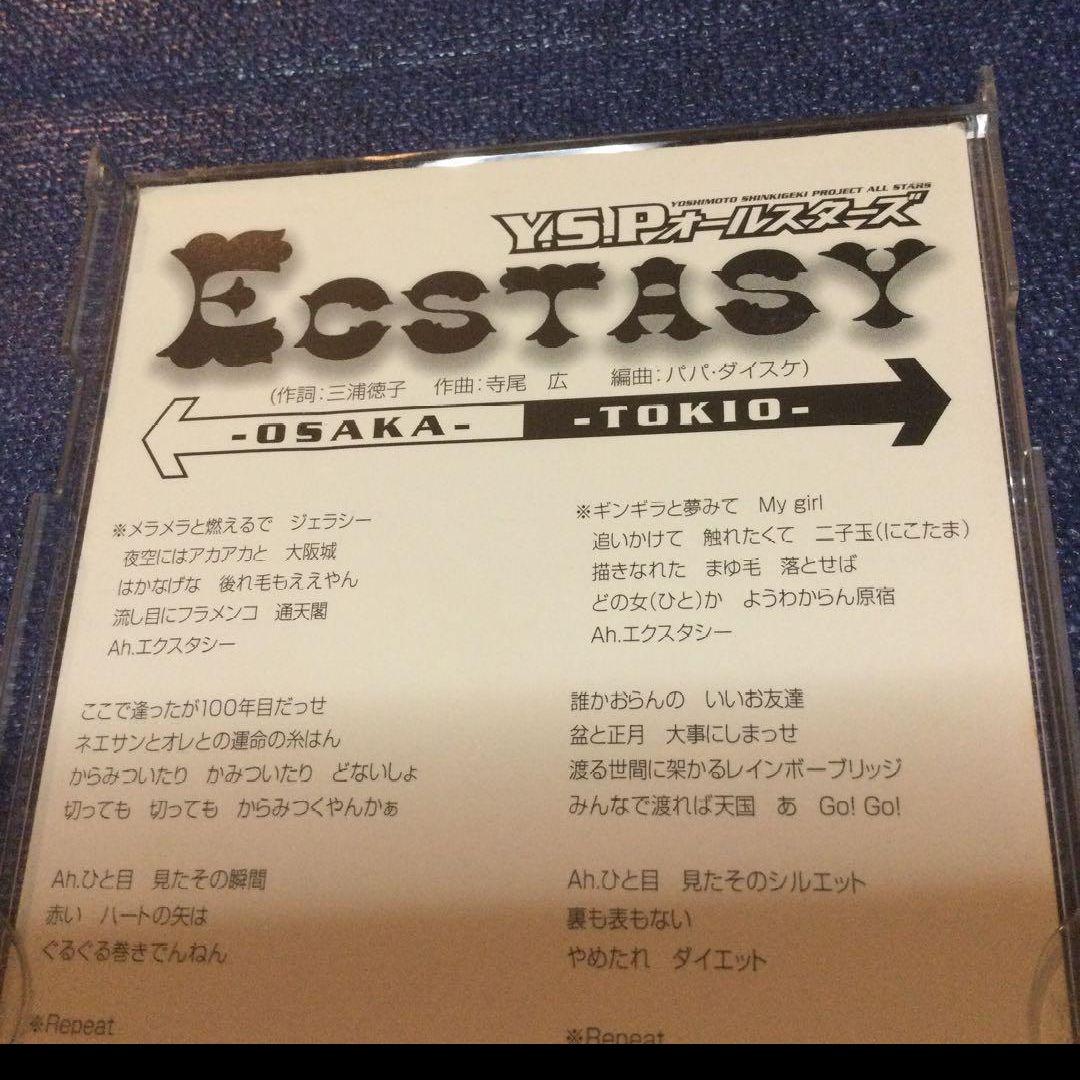 YOSHIMOTO SHINKIGEKI PROJECT ALL STARS
Y.S.Pオールスターズ
ECSTASY
(作詞：三浦徳子　作曲：寺尾　広　編曲：パパ・ダイスケ)
-OSAKA-
※メラメラと燃えるで　ジェラシー
夜空にはアカアカと　大阪城
はかなげな　後れ毛もええやん
流し目にフラメンコ　通天閣
Ah.エクスタシー
ここで逢ったが100年目だっせ
ネエサンとオレとの運命の糸はん
からみついたり　かみついたり　どないしょ
切っても　切っても　からみつくやんかぁ
Ah.ひと目　見たその瞬間
赤い　ハートの矢は
ぐるぐる巻きでんねん
※Repeat
-TOKIO-
※ギンギラと夢みて　My girl
追いかけて　触れたくて　二子玉(にこたま)
描きなれた　まゆ毛　落とせば
どの女(ひと)か　ようわからん原宿
Ah.エクスタシー
誰かおらんの　いいお友達
盆と正月　大事にしまっせ
渡る世間に架かるレインボーブリッジ
みんなで渡れば天国　あ　Go! Go!
Ah.ひと目　見たそのシルエット
裏も表もない
やめたれ　ダイエット
※Repeat